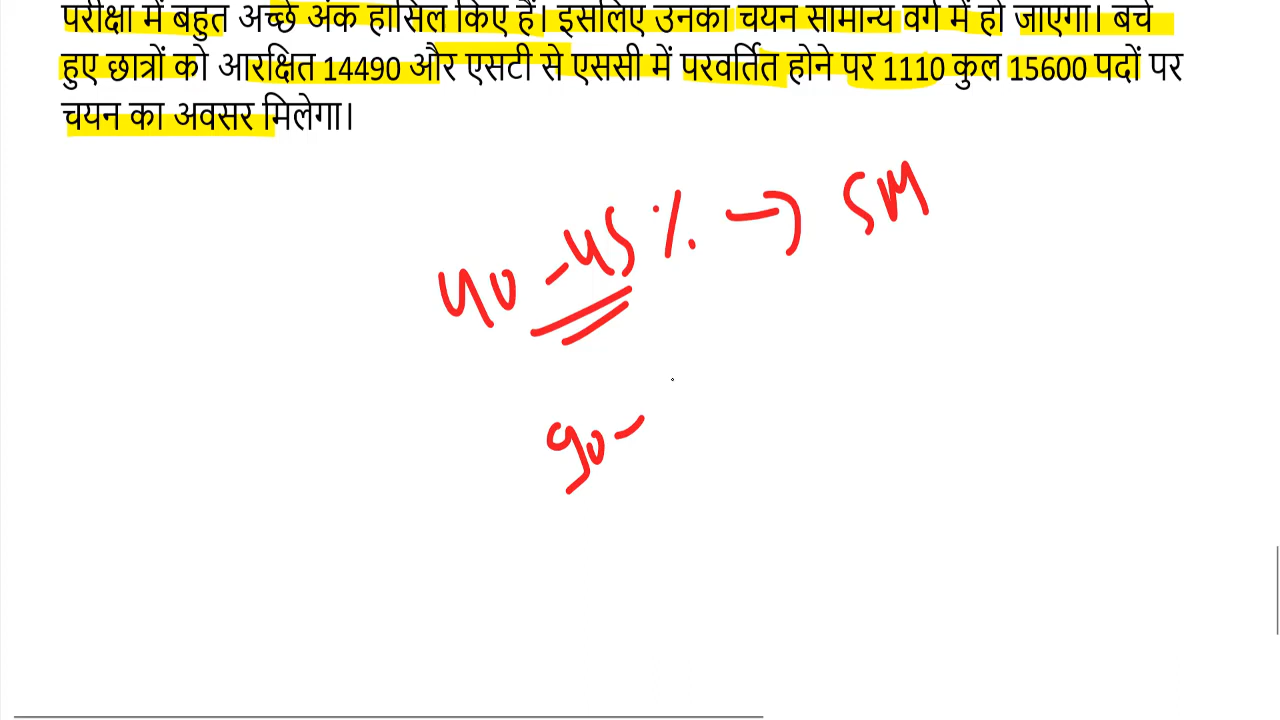 परीक्षा में बहुत अच्छे अंक हासिल किए हैं। इसलिए उनका चयन सामान्य वर्ग में हो जाएगा। बचे
हुए छात्रों को आरक्षित 14490 और एसटी से एससी में परवर्तित होने पर 1110 कुल 15600 पदों पर
चयन का अवसर मिलेगा।
40-45% → SM
90-